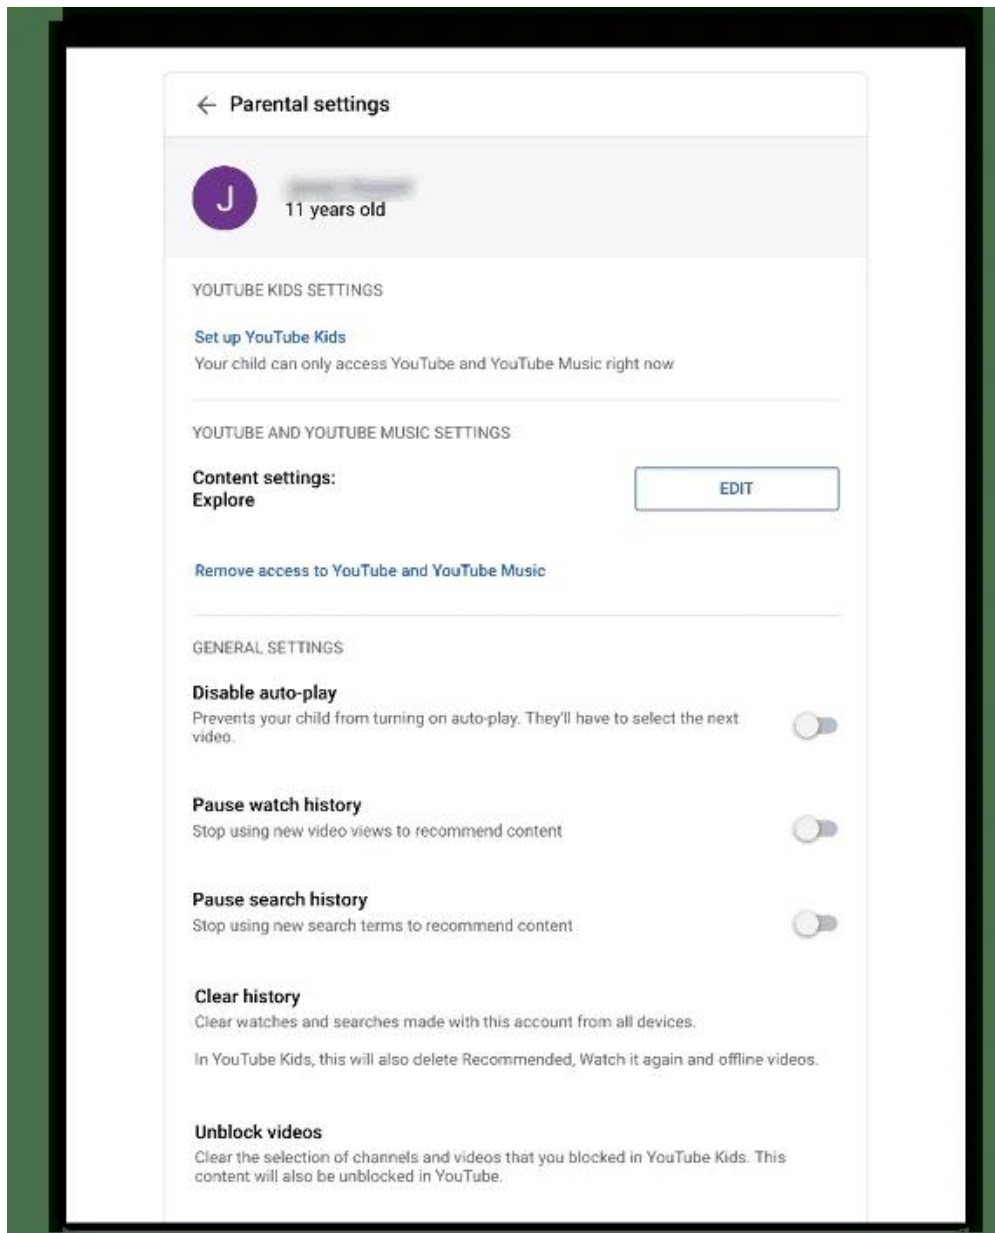 Parental settings
J
11 years old
YOUTUBE KIDS SETTINGS
Set up YouTube Kids
Your child can only access YouTube and YouTube Music right now
YOUTUBE AND YOUTUBE MUSIC SETTINGS
Content settings:
Explore
EDIT
Remove access to YouTube and YouTube Music
GENERAL SETTINGS
Disable auto-play
Prevents your child from turning on auto-play. They'll have to select the next
video.
Pause watch history
Stop using new video views to recommend content
Pause search history
Stop using new search terms to recommend content
Clear history
Clear watches and searches made with this account from all devices.
In YouTube Kids, this will also delete Recommended, Watch it again and offline videos.
Unblock videos
Clear the selection of channels and videos that you blocked in YouTube Kids. This
content will also be unblocked in YouTube.